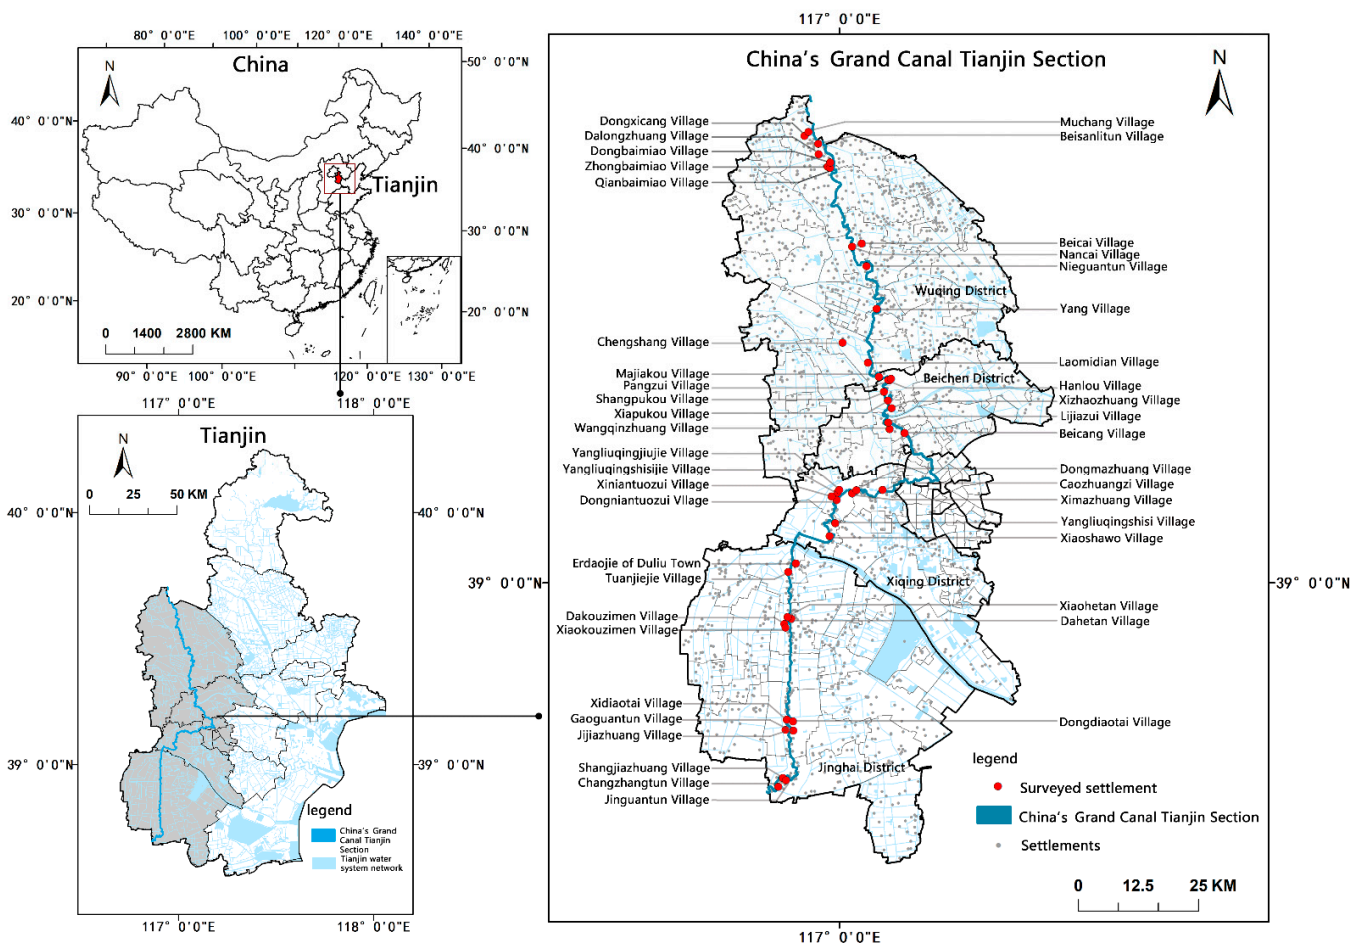 80° 0'0"E
100° 0'0"E
120° 0'0"E
140° 0'0"E
China
N
50° 0'0"N
40° 0'0"N
40° 0'0"N
Tianjin
30° 0'0"N
30° 0'0"N
20° 0'0"N
20° 0'0"N
0 1400 2800 KM
90° 0'0"E
100° 0'0"E
120° 0'0"E
130° 0'0"E
117° 0'0"E
118° 0'0"E
Tianjin
N
0 25 50 KM
40° 0'0"N
40° 0'0"N
39° 0'0"N
39° 0'0"N
legend
China's Grand
Canal Tianjin
Section
Tianjin water
system network
117° 0'0"E
118° 0'0"E
117° 0'0"E
China's Grand Canal Tianjin Section
N
Dongxicang Village
Dalongzhuang Village
Dongbaimiao Village
Zhongbaimiao Village
Qianbaimiao Village
Muchang Village
Beisanlitun Village
Beicai Village
Nancai Village
Nieguantun Village
Wuqing District
Yang Village
Chengshang Village
Laomidian Village
Majiakou Village
Pangzui Village
Shangpukou Village
Xiapukou Village
Wangqinzhuang Village
Beichen District
Hanlou Village
Xizhaozhuang Village
Lijiazui Village
Beicang Village
Yangliuqingjiujie Village
Yangliuqingshisijie Village
Xiniantuozui Village
Dongniantuozui Vlllage
Dongmazhuang Village
Caozhuangzi Village
Ximazhuang Village
Yangliuqingshisi Village
Xiaoshawo Village
Erdaojie of Duliu Town
Tuanjiejie Village
39° 0'0"N
39° 0'0"N
Xiqing District
Dakouzimen Village
Xiaokouzimen Village
Xiaohetan Village
Dahetan Village
Xidiaotai Village
Gaoguantun Village
Jijiazhuang Village
Dongdiaotai Village
Shangjiazhuang Village
Changzhangtun Village
Jinguantun Village
Jinghai District
legend
Surveyed settlement
China's Grand Canal Tianjin Section
Settlements
0 12.5 25 KM
117° 0'0"E